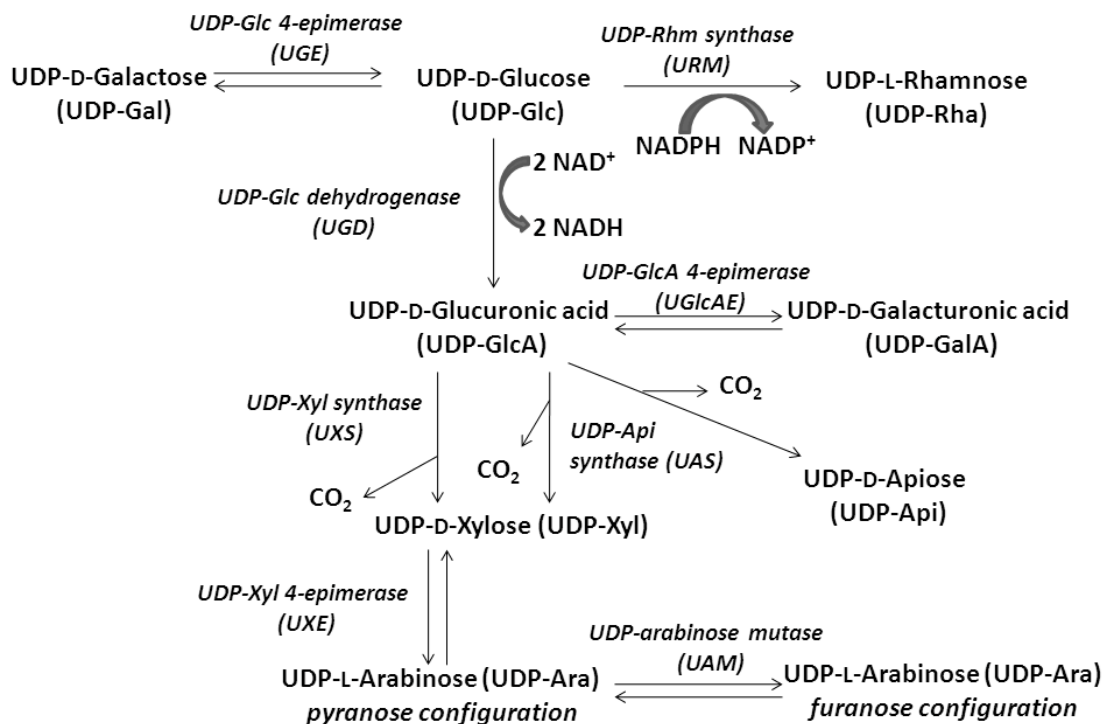 UDP-Glc 4-epimerase
(UGE)
UDP-D-Galactose
(UDP-Gal)
UDP-D-Glucose
(UDP-Glc)
UDP-Rhm synthase
(URM)
UDP-L-Rhamnose
(UDP-Rha)
NADPH NADP⁺
2 NAD⁺
UDP-Glc dehydrogenase
(UGD)
2 NADH
UDP-D-Glucuronic acid
(UDP-GlcA)
UDP-GlcA 4-epimerase
(UGlcAE)
UDP-D-Galacturonic acid
(UDP-GalA)
UDP-Xyl synthase
(UXS)
CO₂
CO₂
UDP-Api
synthase (UAS)
CO₂
UDP-D-Apiose
(UDP-Api)
UDP-D-Xylose (UDP-Xyl)
UDP-Xyl 4-epimerase
(UXE)
UDP-arabinose mutase
(UAM)
UDP-L-Arabinose (UDP-Ara)
pyranose configuration
UDP-L-Arabinose (UDP-Ara)
furanose configuration